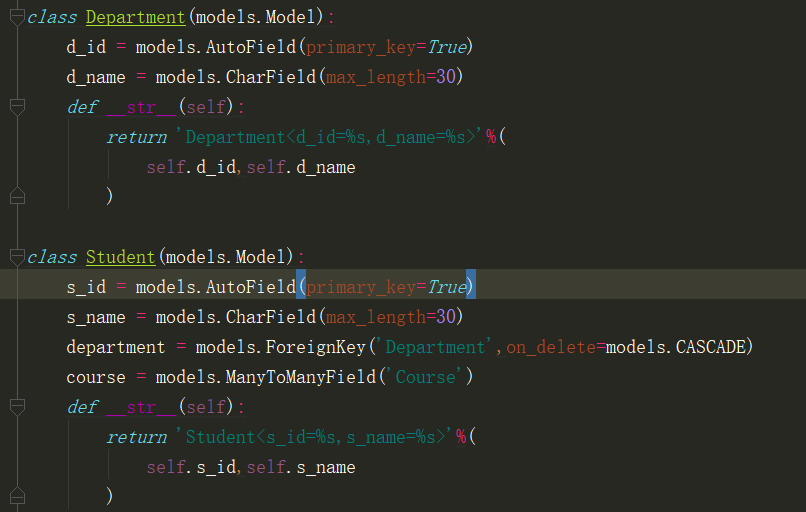 class Department(models.Model):
    d_id = models.AutoField(primary_key=True)
    d_name = models.CharField(max_length=30)
    def __str__(self):
        return 'Department<d_id=%s,d_name=%s>'%(
            self.d_id,self.d_name
        )
class Student(models.Model):
    s_id = models.AutoField(primary_key=True)
    s_name = models.CharField(max_length=30)
    department = models.ForeignKey('Department',on_delete=models.CASCADE)
    course = models.ManyToManyField('Course')
    def __str__(self):
        return 'Student<s_id=%s,s_name=%s>'%(
            self.s_id,self.s_name
        )